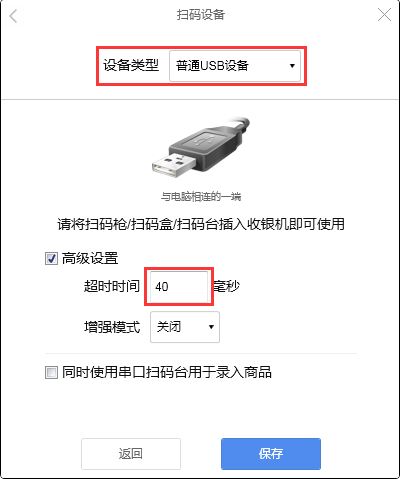 扫码设备
设备类型 普通USB设备
与电脑相连的一端
请将扫码枪/扫码盒/扫码台插入收银机即可使用
高级设置
超时时间 40 毫秒
增强模式 关闭
同时使用串口扫码台用于录入商品
返回 保存